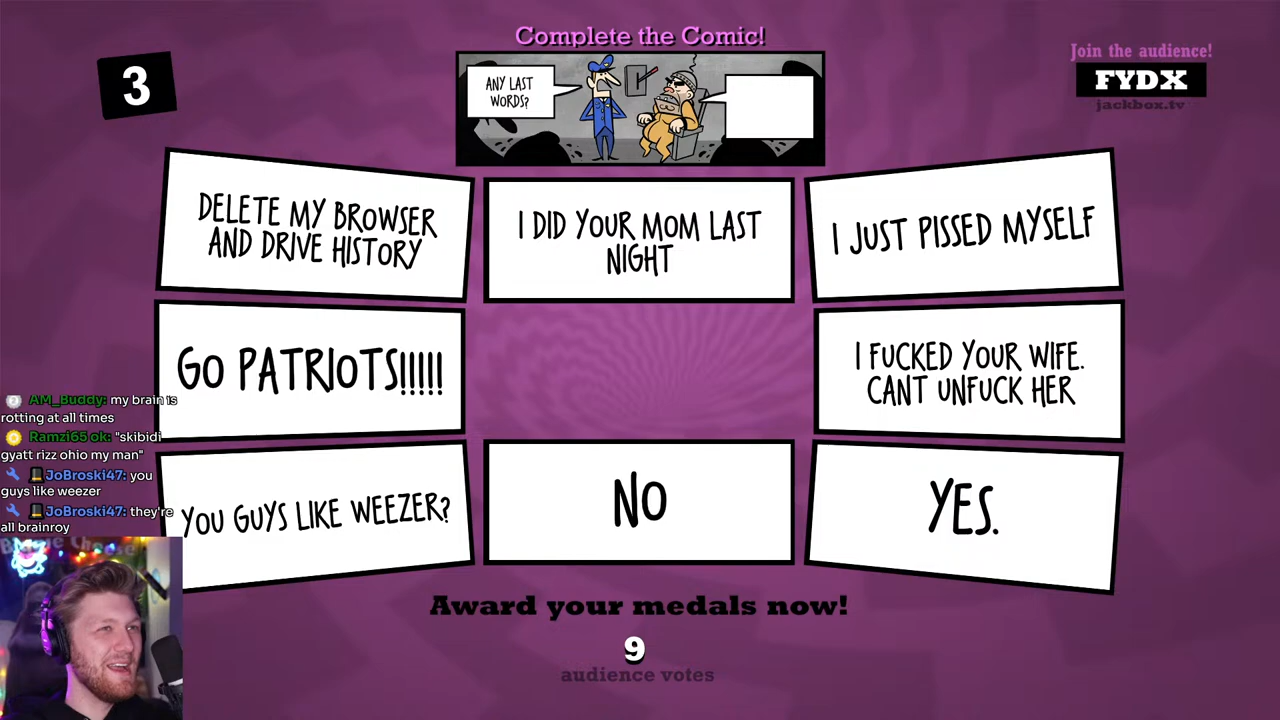 Complete the Comic!
3
ANY LAST
WORDS?
Join the audience!
FYDX
jackbox.tv
DELETE MY BROWSER
AND DRIVE HISTORY
I DID YOUR MOM LAST
NIGHT
I JUST PISSED MYSELF
GO PATRIOTS!!!!!
I FUCKED YOUR WIFE.
CANT UNFUCK HER
YOU GUYS LIKE WEEZER?
NO
YES.
AM_Buddy: my brain is
rotting at all times
Ramzi65ok: "skibidi
gyatt rizz ohio my man"
JoBroski47: you
guys like weezer
JoBroski47: they're
all brainroy
Award your medals now!
9
audience votes